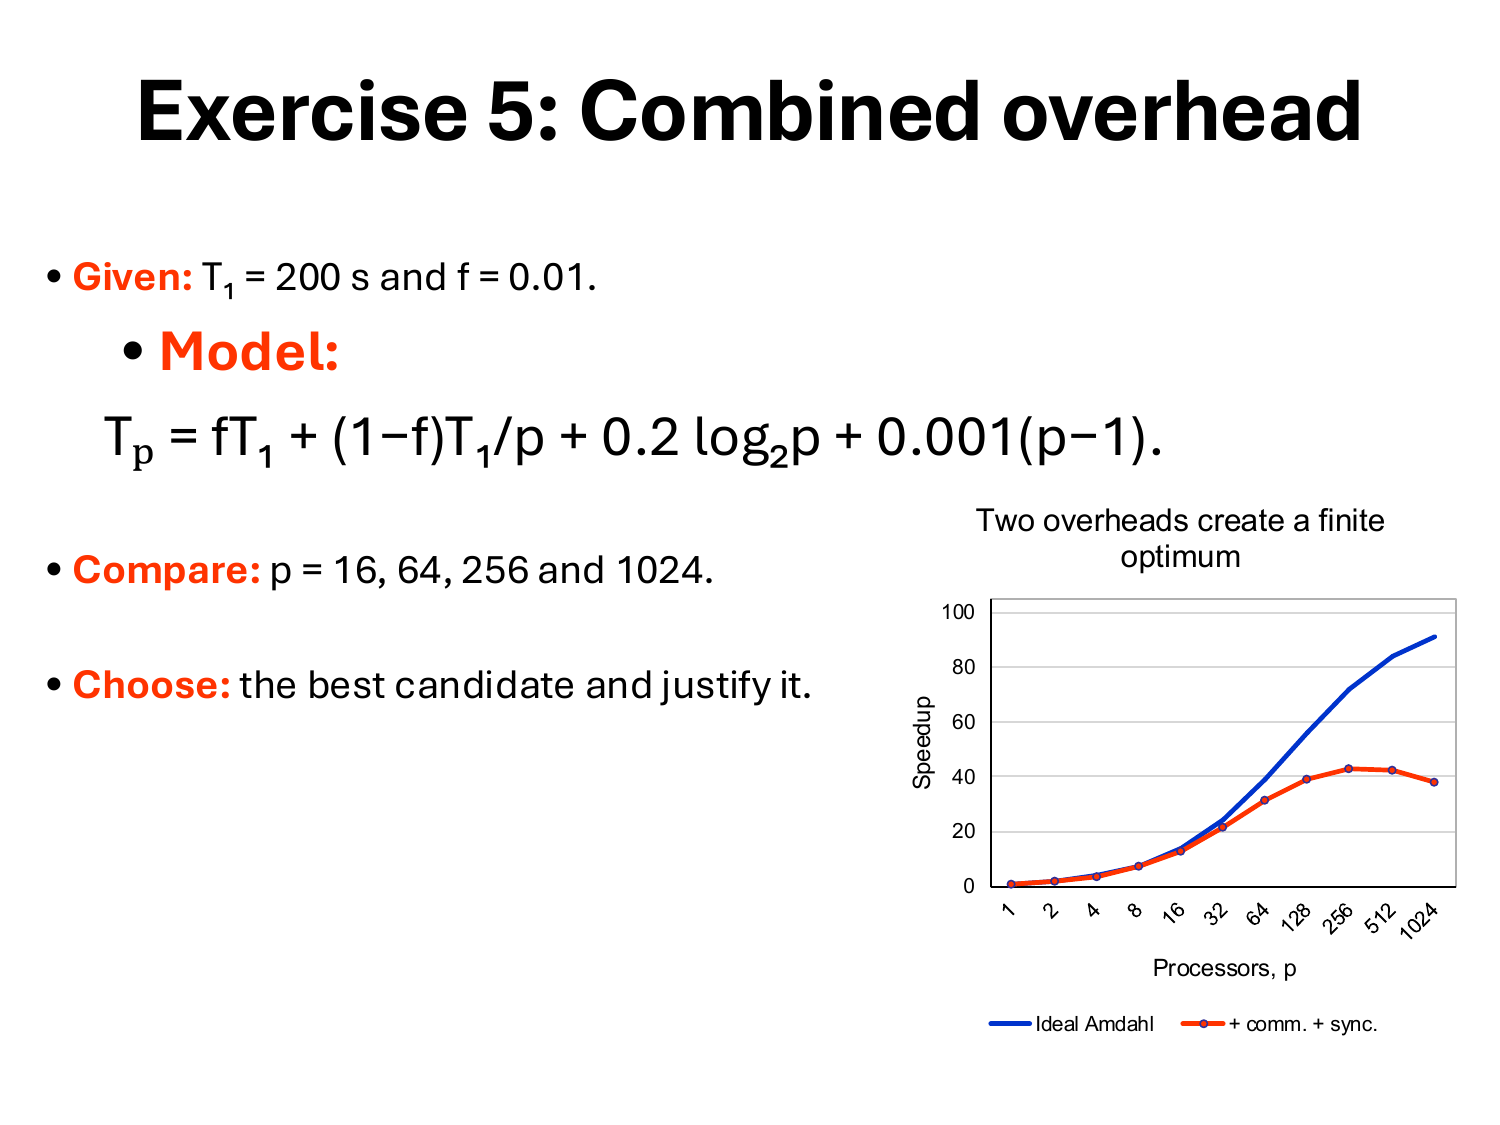 Exercise 5: Combined overhead
• Given: T₁ = 200 s and f = 0.01.
• Model:
Tₚ = fT₁ + (1−f)T₁/p + 0.2 log₂p + 0.001(p−1).
• Compare: p = 16, 64, 256 and 1024.
• Choose: the best candidate and justify it.
Two overheads create a finite
optimum
Speedup
100
80
60
40
20
0
1 2 4 8 16 32 64 128 256 512 1024
Processors, p
Ideal Amdahl + comm. + sync.